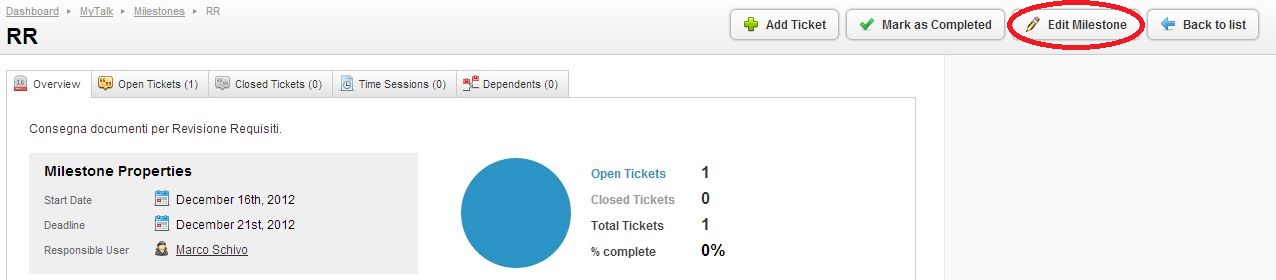 Dashboard ▸ MyTalk ▸ Milestones ▸ RR
RR
Add Ticket Mark as Completed Edit Milestone Back to list
16 Overview Open Tickets (1) Closed Tickets (0) Time Sessions (0) Dependents (0)
Consegna documenti per Revisione Requisiti.
Milestone Properties
Start Date December 16th, 2012
Deadline December 21st, 2012
Responsible User Marco Schivo
Open Tickets 1
Closed Tickets 0
Total Tickets 1
% complete 0%